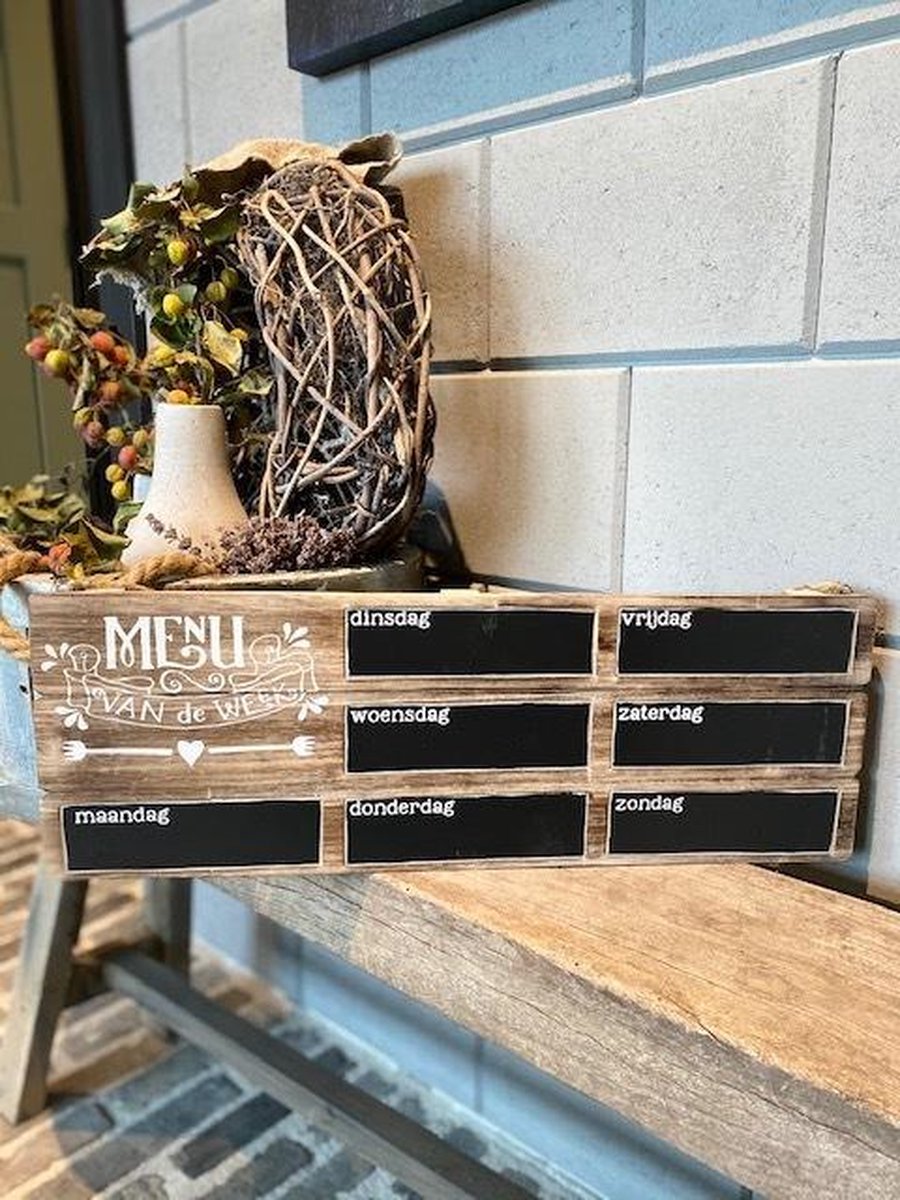 MENU
VAN de WEEK
maandag
dinsdag
woensdag
donderdag
vrijdag
zaterdag
zondag